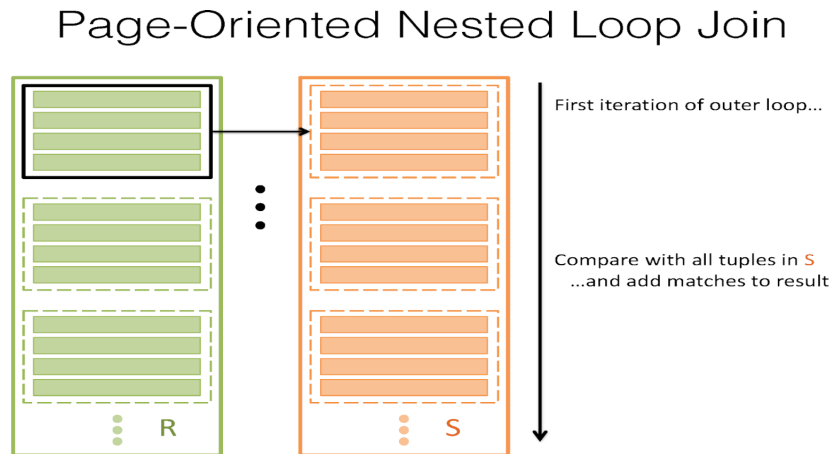 Page-Oriented Nested Loop Join
First iteration of outer loop...
Compare with all tuples in S
...and add matches to result
R
S